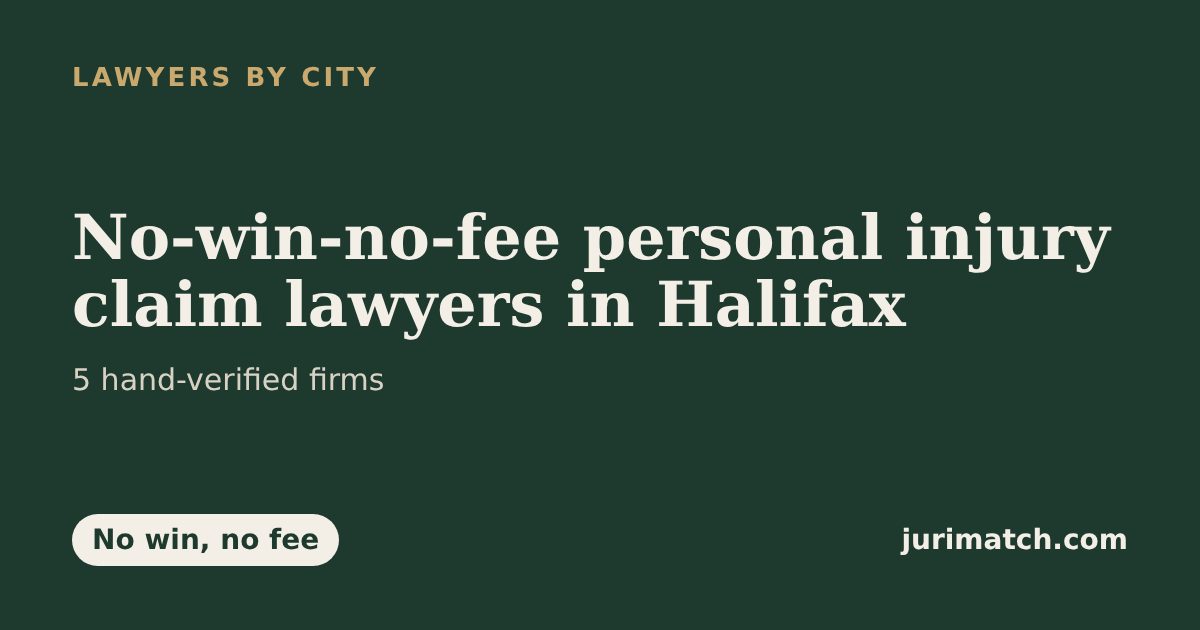 LAWYERS BY CITY
No-win-no-fee personal injury
claim lawyers in Halifax
5 hand-verified firms
No win, no fee
jurimatch.com